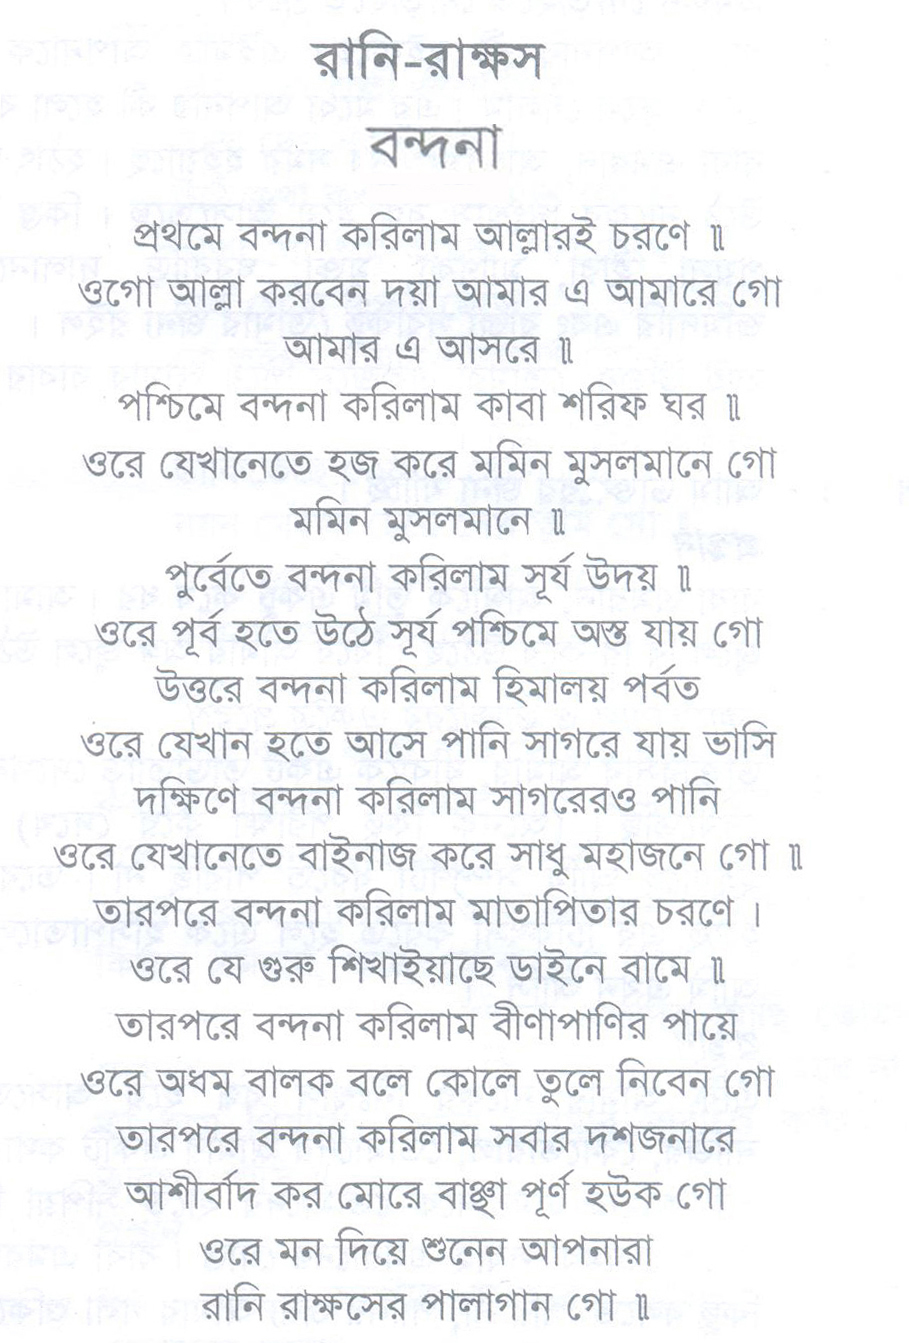 রানি-রাক্ষস
বন্দনা
প্রথমে বন্দনা করিলাম আল্লারই চরণে ॥
ওগো আল্লা করবেন দয়া আমার এ আমারে গো
আমার এ আসরে ॥
পশ্চিমে বন্দনা করিলাম কাবা শরিফ ঘর ॥
ওরে যেখানেতে হজ করে মমিন মুসলমানে গো
মমিন মুসলমানে ॥
পুর্বেতে বন্দনা করিলাম সূর্য উদয় ॥
ওরে পূর্ব হতে উঠে সূর্য পশ্চিমে অস্ত যায় গো
উত্তরে বন্দনা করিলাম হিমালয় পর্বত
ওরে যেখান হতে আসে পানি সাগরে যায় ভাসি
দক্ষিণে বন্দনা করিলাম সাগরেরও পানি
ওরে যেখানেতে বাইনাজ করে সাধু মহাজনে গো ॥
তারপরে বন্দনা করিলাম মাতাপিতার চরণে ।
ওরে যে গুরু শিখাইয়াছে ডাইনে বামে ॥
তারপরে বন্দনা করিলাম বীণাপাণির পায়ে
ওরে অধম বালক বলে কোলে তুলে নিবেন গো
তারপরে বন্দনা করিলাম সবার দশজনারে
আশীর্বাদ কর মোরে বাঞ্ছা পূর্ণ হউক গো
ওরে মন দিয়ে শুনেন আপনারা
রানি রাক্ষসের পালাগান গো ॥